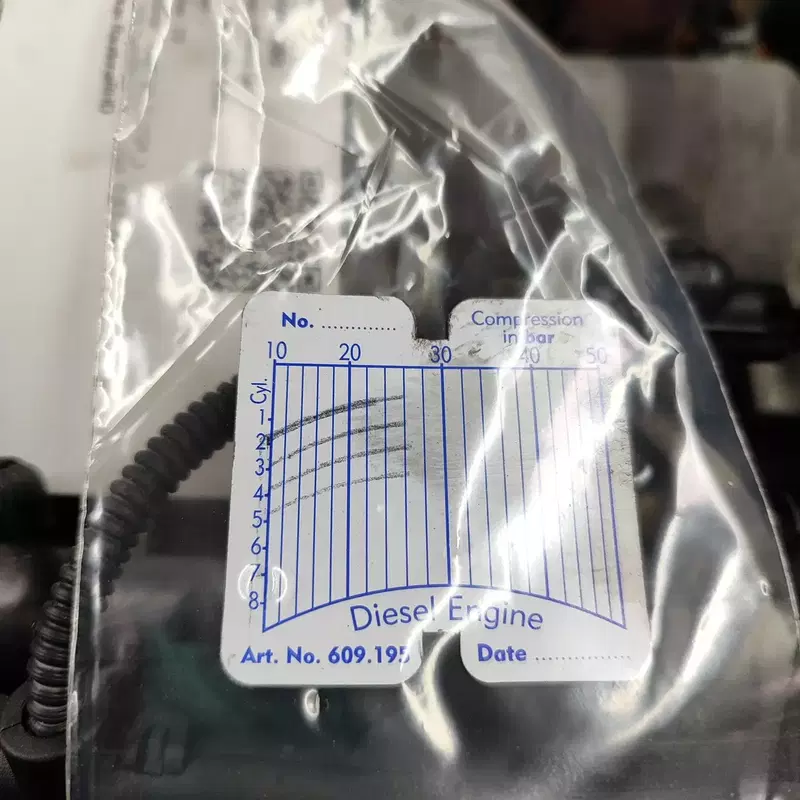 No. ..............
Compression
in bar
10 20 30 40 50
Cyl.
1
2
3
4
5
6
7
8
Diesel Engine
Art. No. 609.195
Date ..................